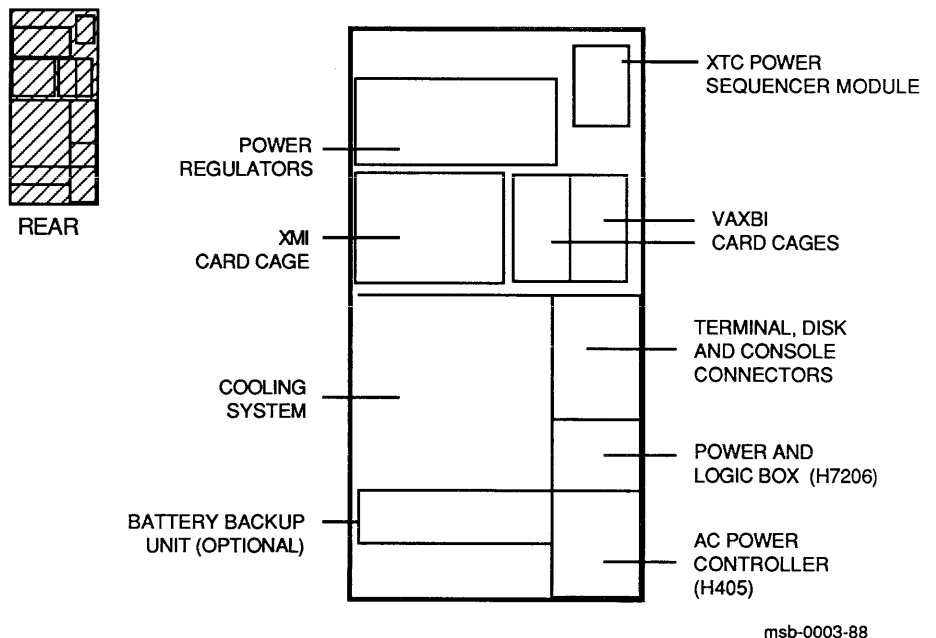 REAR
XTC POWER
SEQUENCER MODULE
POWER
REGULATORS
XMI
CARD CAGE
VAXBI
CARD CAGES
TERMINAL, DISK
AND CONSOLE
CONNECTORS
COOLING
SYSTEM
POWER AND
LOGIC BOX (H7206)
BATTERY BACKUP
UNIT (OPTIONAL)
AC POWER
CONTROLLER
(H405)
msb-0003-88